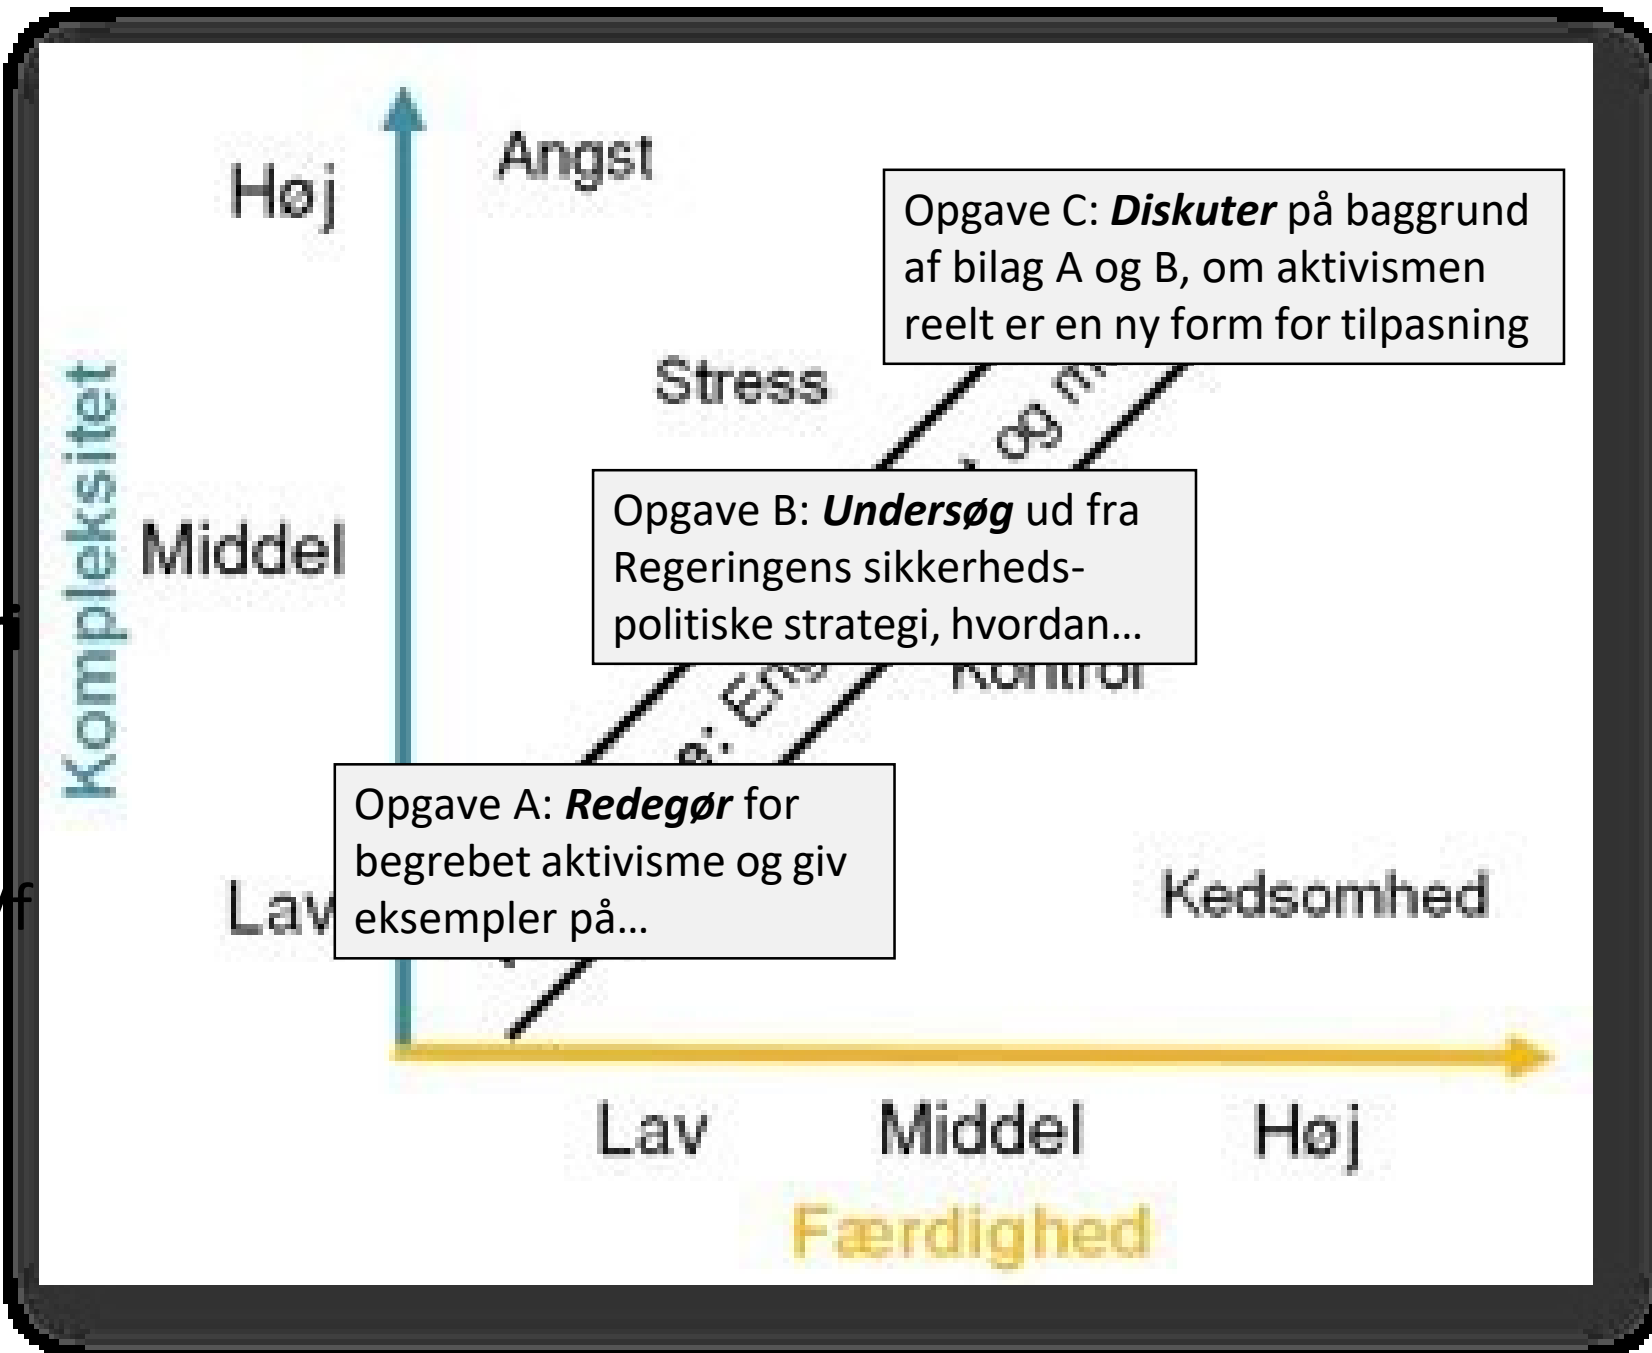 Angst
Høj
Opgave C: Diskuter på baggrund
af bilag A og B, om aktivismen
reelt er en ny form for tilpasning
Stress
og
Kompleksitet
Middel
Opgave B: Undersøg ud fra
Regeringens sikkerheds-
politiske strategi, hvordan...
Kontrol
Opgave A: Redegør for
begrebet aktivisme og giv
eksempler på...
Lav
Kedsomhed
Lav Middel Høj
Færdighed